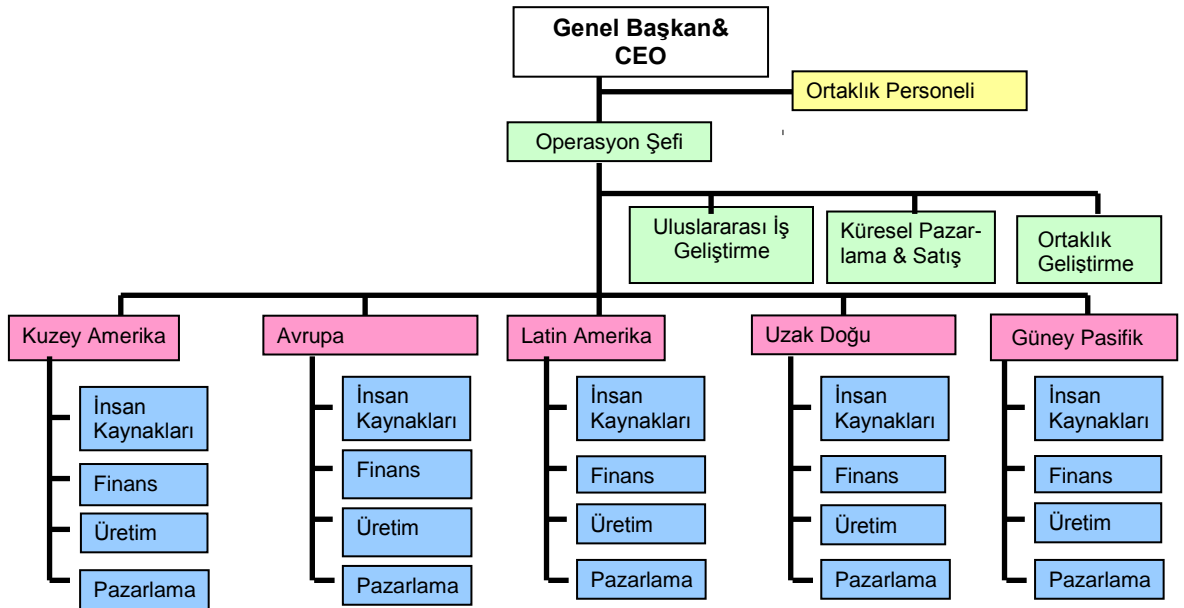 Genel Başkan&
CEO
Ortaklık Personeli
Operasyon Şefi
Uluslararası İş
Geliştirme
Küresel Pazar-
lama & Satış
Ortaklık
Geliştirme
Kuzey Amerika
Avrupa
Latin Amerika
Uzak Doğu
Güney Pasifik
İnsan
Kaynakları
Finans
Üretim
Pazarlama
İnsan
Kaynakları
Finans
Üretim
Pazarlama
İnsan
Kaynakları
Finans
Üretim
Pazarlama
İnsan
Kaynakları
Finans
Üretim
Pazarlama
İnsan
Kaynakları
Finans
Üretim
Pazarlama